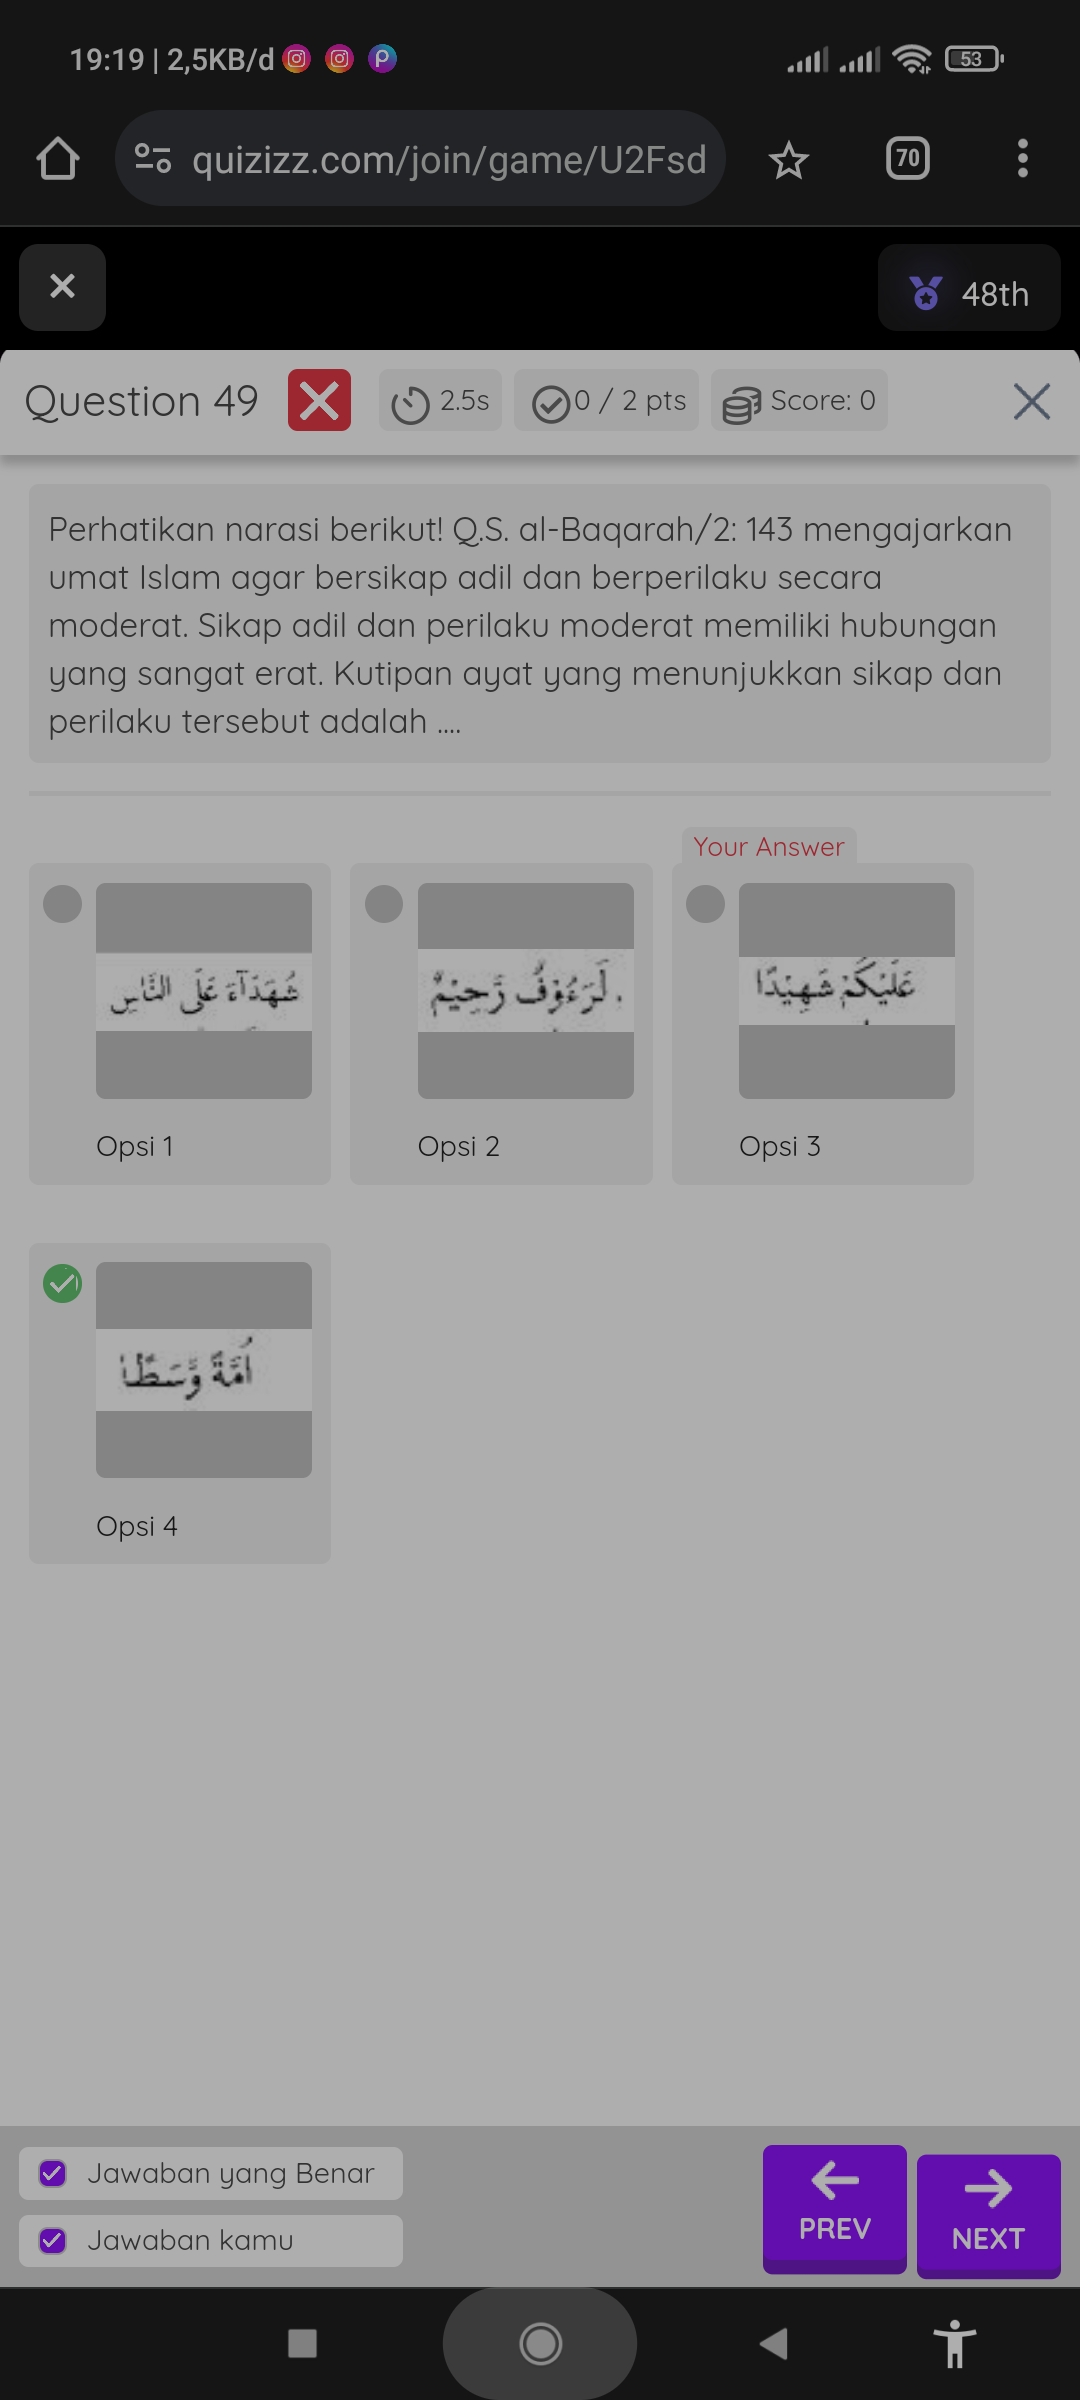 19:19 | 2,5KB/d
53
quizizz.com/join/game/U2Fsd
70
48th
Question 49
2.5s
0 / 2 pts
Score: 0
Perhatikan narasi berikut! Q.S. al-Baqarah/2: 143 mengajarkan
umat Islam agar bersikap adil dan berperilaku secara
moderat. Sikap adil dan perilaku moderat memiliki hubungan
yang sangat erat. Kutipan ayat yang menunjukkan sikap dan
perilaku tersebut adalah ....
Your Answer
شُهَدَآءَ عَلَى النَّاسِ
لَرَءُوْفٌ رَّحِيْمٌ
عَلَيْكُمْ شَهِيْدًا
Opsi 1
Opsi 2
Opsi 3
اُمَّةً وَّسَطًا
Opsi 4
Jawaban yang Benar
Jawaban kamu
PREV
NEXT